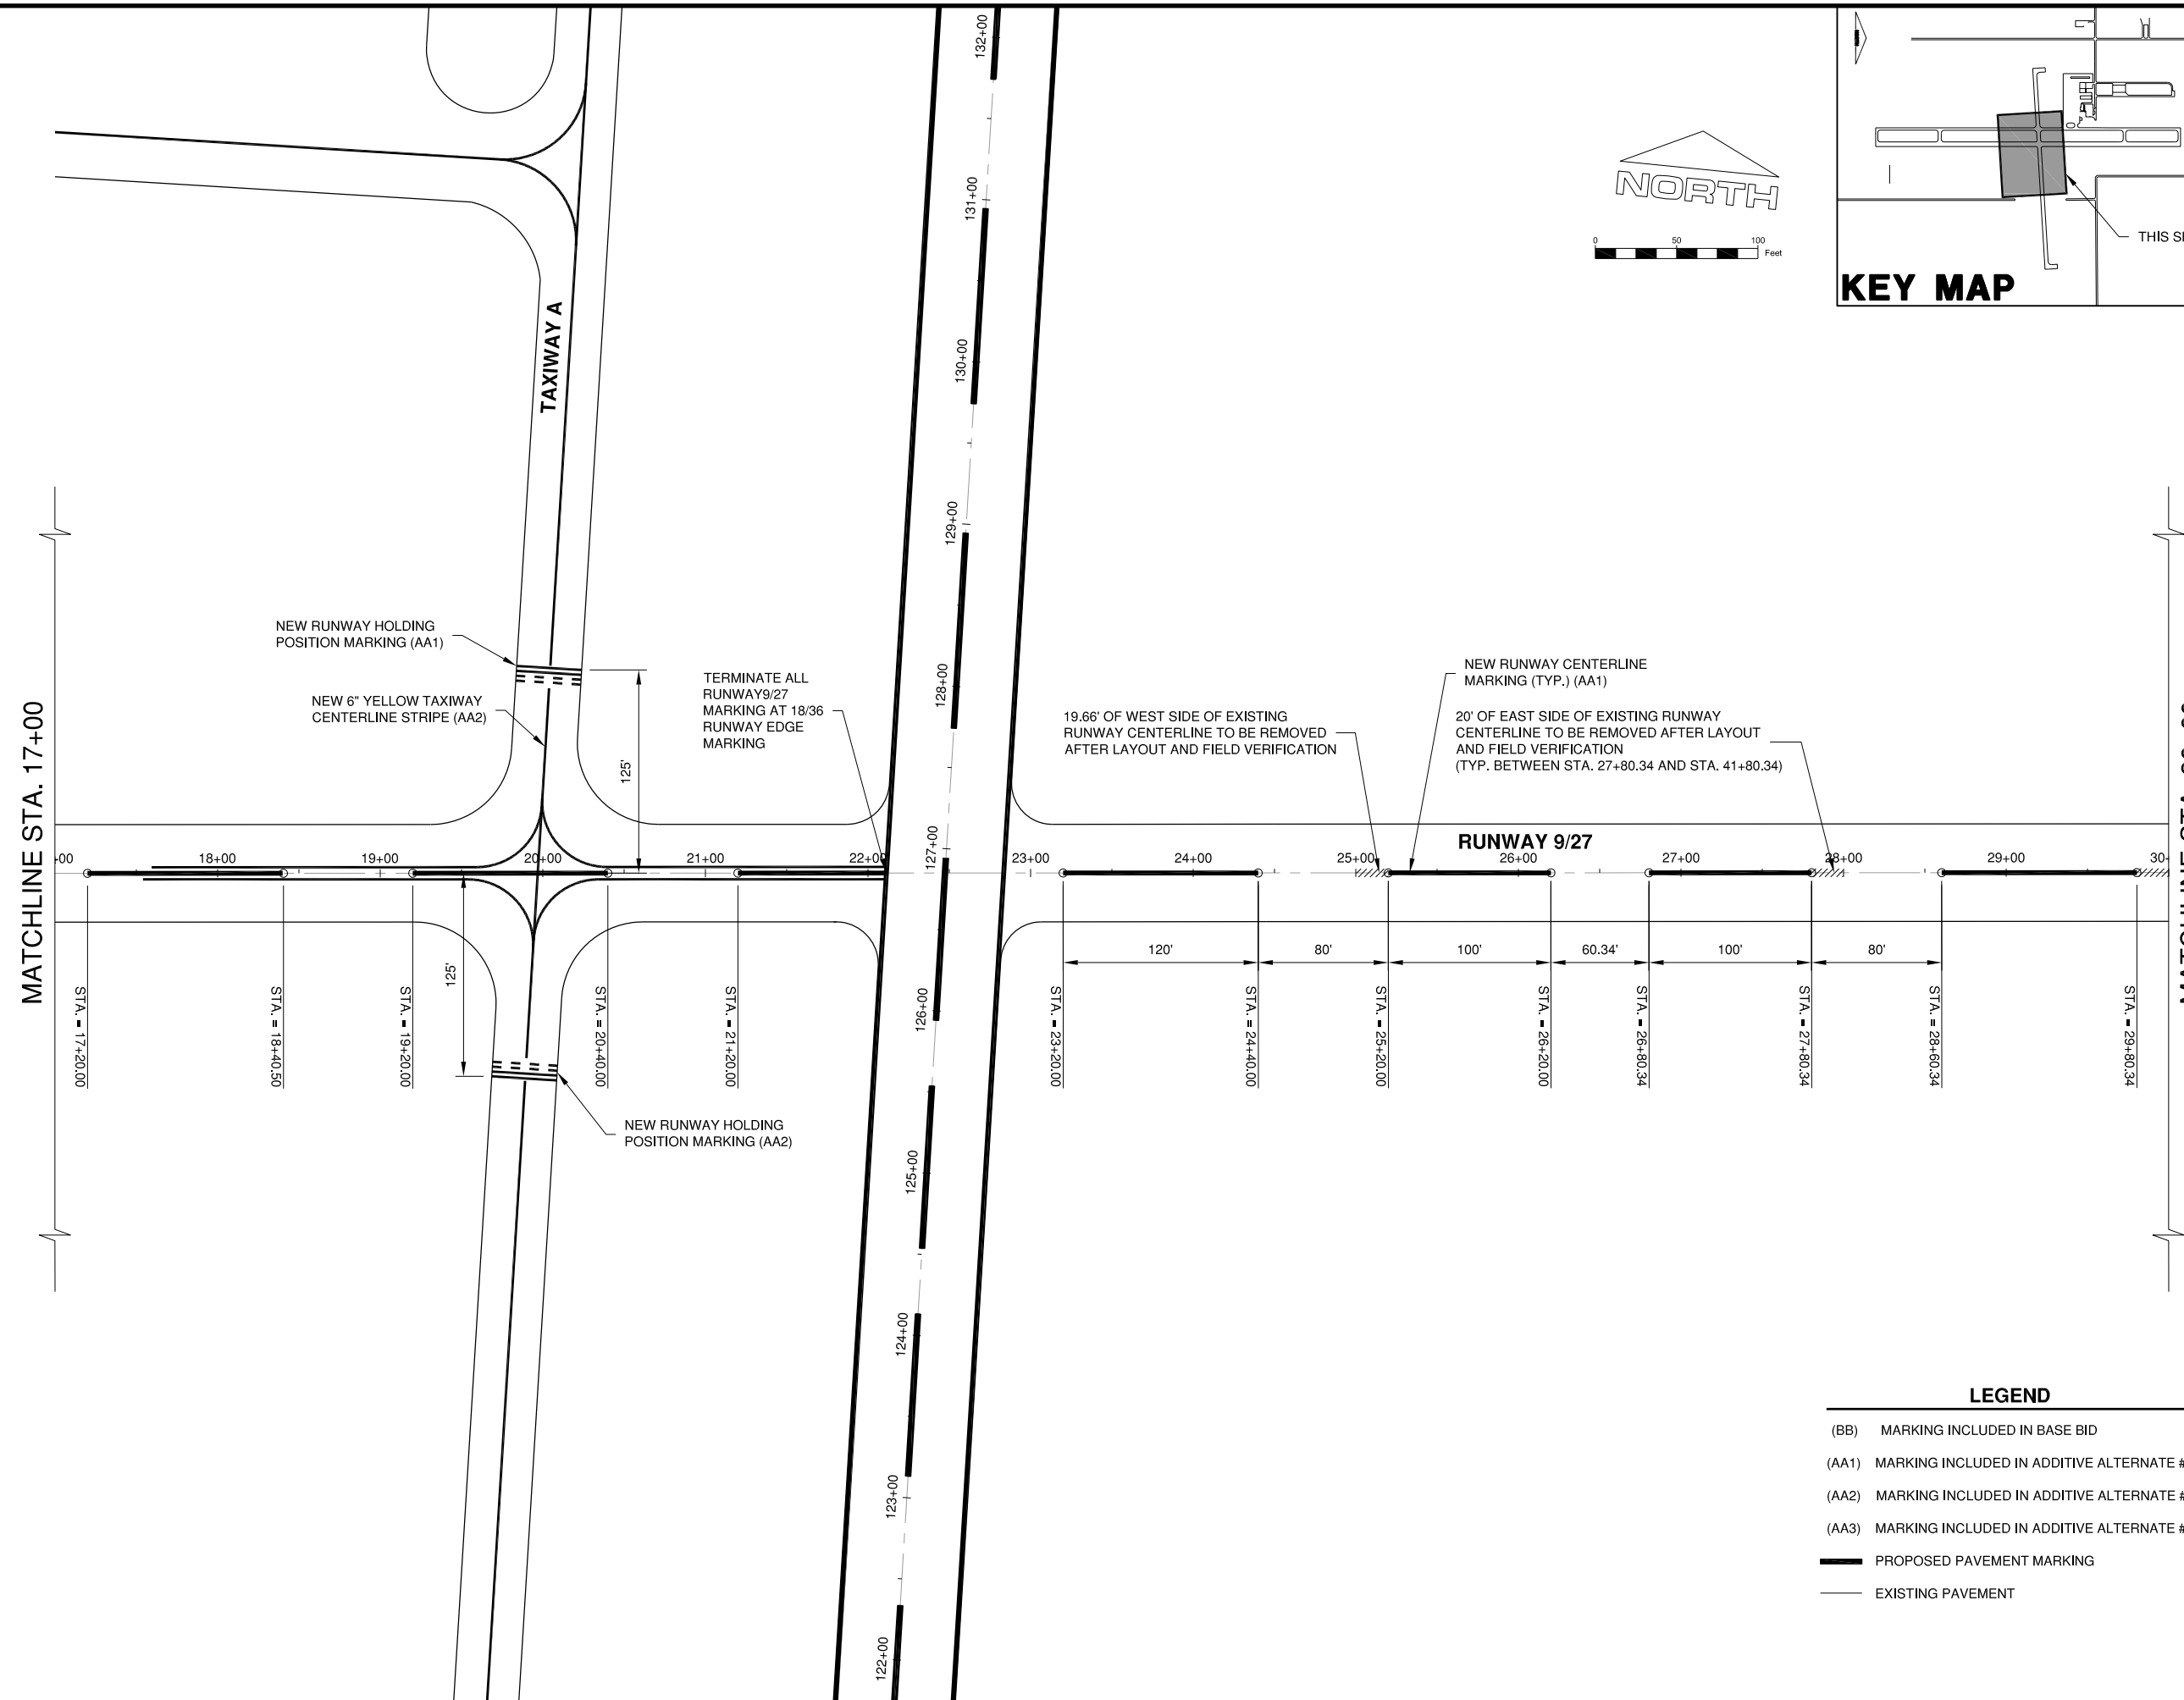 132+00
131+00
130+00
129+00
128+00
127+00
126+00
125+00
124+00
123+00
122+00
NORTH
0 50 100
Feet
THIS
KEY MAP
TAXIWAY A
NEW RUNWAY HOLDING
POSITION MARKING (AA1)
NEW 6" YELLOW TAXIWAY
CENTERLINE STRIPE (AA2)
125'
TERMINATE ALL
RUNWAY9/27
MARKING AT 18/36
RUNWAY EDGE
MARKING
19.66' OF WEST SIDE OF EXISTING
RUNWAY CENTERLINE TO BE REMOVED
AFTER LAYOUT AND FIELD VERIFICATION
NEW RUNWAY CENTERLINE
MARKING (TYP.) (AA1)
20' OF EAST SIDE OF EXISTING RUNWAY
CENTERLINE TO BE REMOVED AFTER LAYOUT
AND FIELD VERIFICATION
(TYP. BETWEEN STA. 27+80.34 AND STA. 41+80.34)
MATCHLINE STA. 17+00
RUNWAY 9/27
+00 18+00 19+00 20+00 21+00 22+00 23+00 24+00 25+00 26+00 27+00 28+00 29+00 30+
125'
120' 80' 100' 60.34' 100' 80'
STA. = 17+20.00
STA. = 18+40.50
STA. = 19+20.00
STA. = 20+40.00
STA. = 21+20.00
STA. = 23+20.00
STA. = 24+40.00
STA. = 25+20.00
STA. = 26+20.00
STA. = 26+80.34
STA. = 27+80.34
STA. = 28+60.34
STA. = 29+80.34
NEW RUNWAY HOLDING
POSITION MARKING (AA2)
LEGEND
(BB) MARKING INCLUDED IN BASE BID
(AA1) MARKING INCLUDED IN ADDITIVE ALTERNATE #
(AA2) MARKING INCLUDED IN ADDITIVE ALTERNATE #
(AA3) MARKING INCLUDED IN ADDITIVE ALTERNATE #
PROPOSED PAVEMENT MARKING
EXISTING PAVEMENT